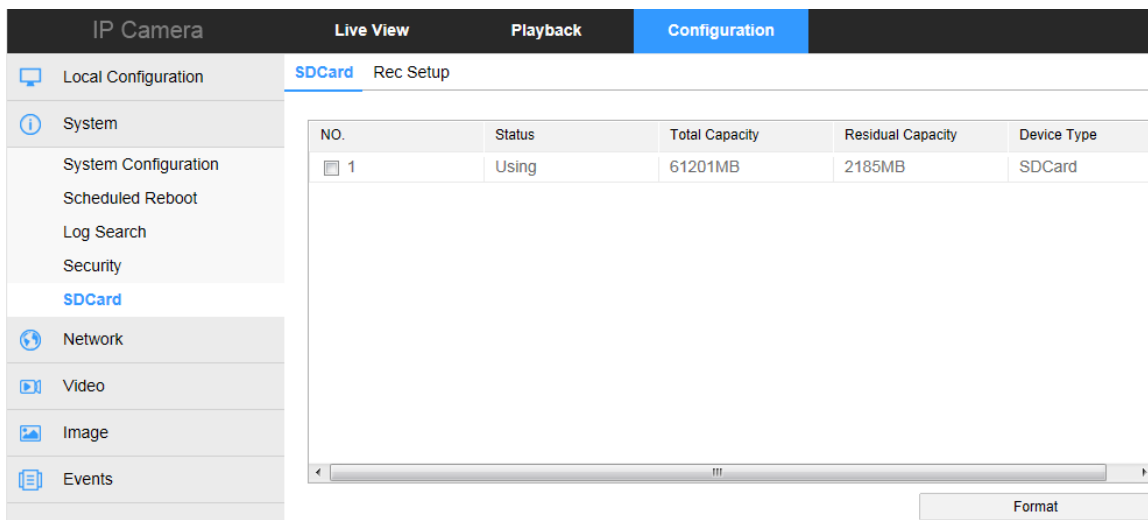 IP Camera Live View Playback Configuration
Local Configuration
SDCard Rec Setup
System
NO. Status Total Capacity Residual Capacity Device Type
System Configuration
1 Using 61201MB 2185MB SDCard
Scheduled Reboot
Log Search
Security
SDCard
Network
Video
Image
Events
Format